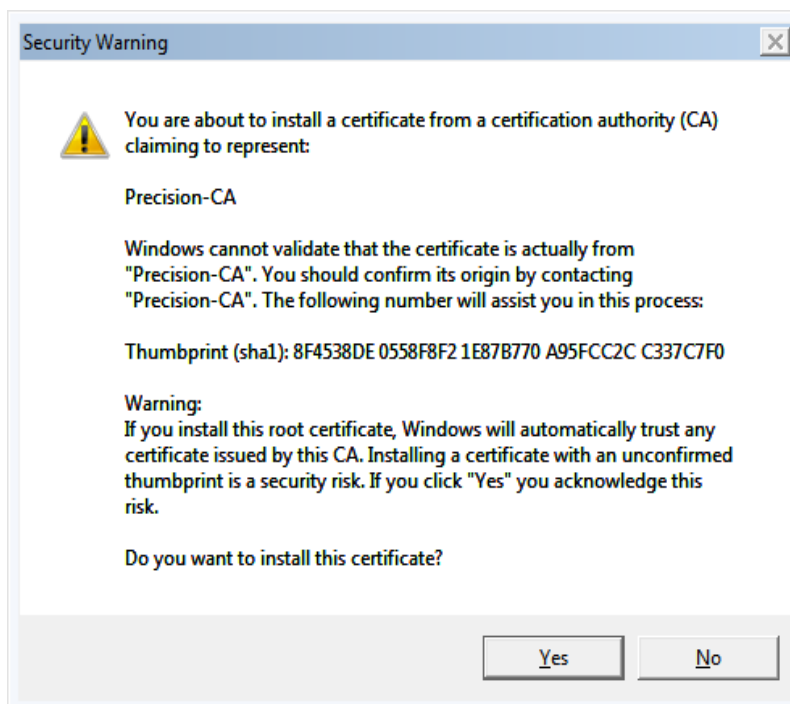 Security Warning
You are about to install a certificate from a certification authority (CA)
claiming to represent:
Precision-CA
Windows cannot validate that the certificate is actually from
"Precision-CA". You should confirm its origin by contacting
"Precision-CA". The following number will assist you in this process:
Thumbprint (sha1): 8F4538DE 0558F8F2 1E87B770 A95FCC2C C337C7F0
Warning:
If you install this root certificate, Windows will automatically trust any
certificate issued by this CA. Installing a certificate with an unconfirmed
thumbprint is a security risk. If you click "Yes" you acknowledge this
risk.
Do you want to install this certificate?
Yes No